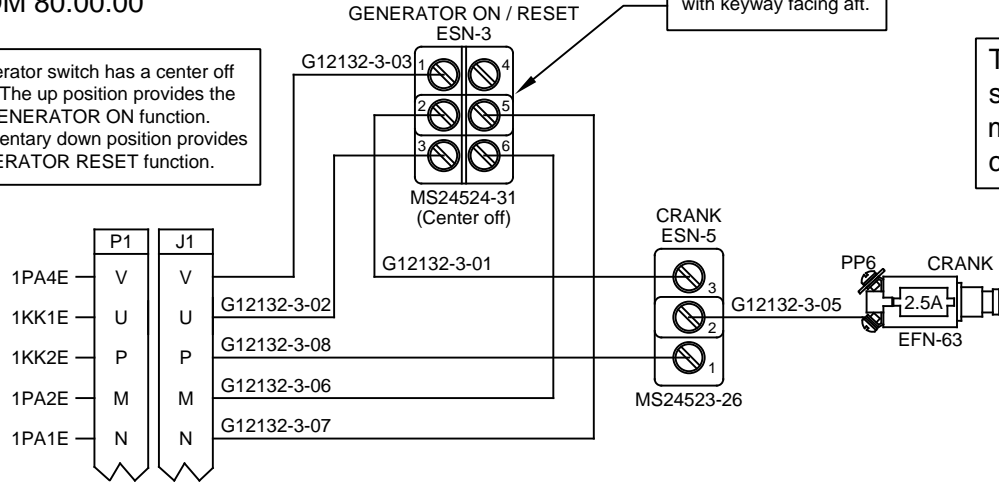 OM 80.00.00
GENERATOR ON / RESET
ESN-3
with keyway facing aft.
erator switch has a center off
The up position provides the
ENERATOR ON function.
entary down position provides
ERATOR RESET function.
G12132-3-03
1
4
2
5
3
6
MS24524-31
(Center off)
CRANK
ESN-5
P1
J1
G12132-3-01
3
PP6
CRANK
1PA4E
V
V
1KK1E
U
U
G12132-3-02
2
G12132-3-05
2.5A
EFN-63
1KK2E
P
P
G12132-3-08
1
MS24523-26
1PA2E
M
M
G12132-3-06
1PA1E
N
N
G12132-3-07